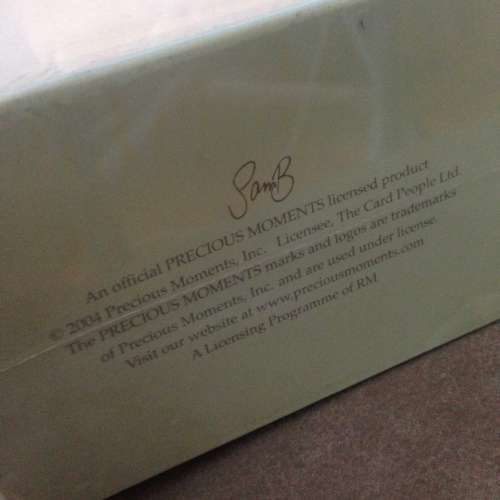 SamB
An official PRECIOUS MOMENTS licensed product
© 2004 Precious Moments, Inc. Licensee, The Card People Ltd.
The PRECIOUS MOMENTS marks and logos are trademarks
of Precious Moments, Inc. and are used under license.
Visit our website at www.preciousmoments.com
A Licensing Programme of RM